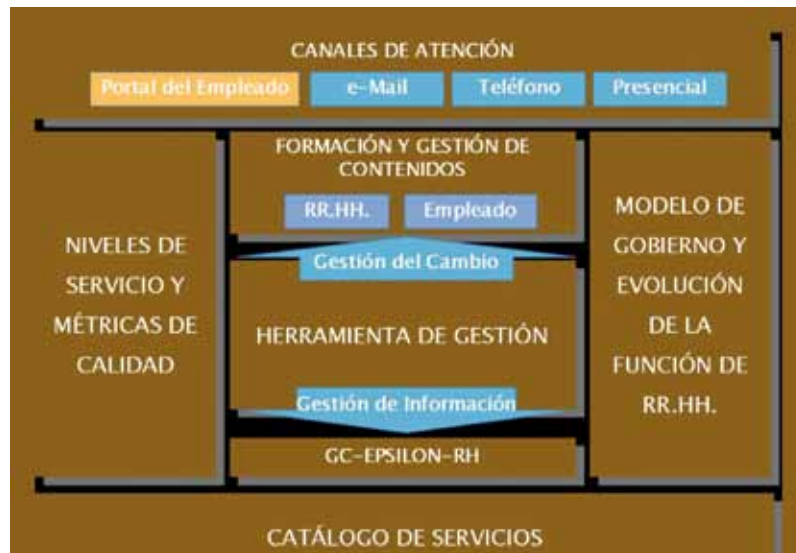 CANALES DE ATENCIÓN
Portal del Empleado
e-Mail
Teléfono
Presencial
FORMACIÓN Y GESTIÓN DE
CONTENIDOS
RR.HH.
Empleado
NIVELES DE
SERVICIO Y
MÉTRICAS DE
CALIDAD
Gestión del Cambio
HERRAMIENTA DE GESTIÓN
Gestión de Información
GC-EPSILON-RH
MODELO DE
GOBIERNO Y
EVOLUCIÓN
DE LA
FUNCIÓN DE
RR.HH.
CATÁLOGO DE SERVICIOS